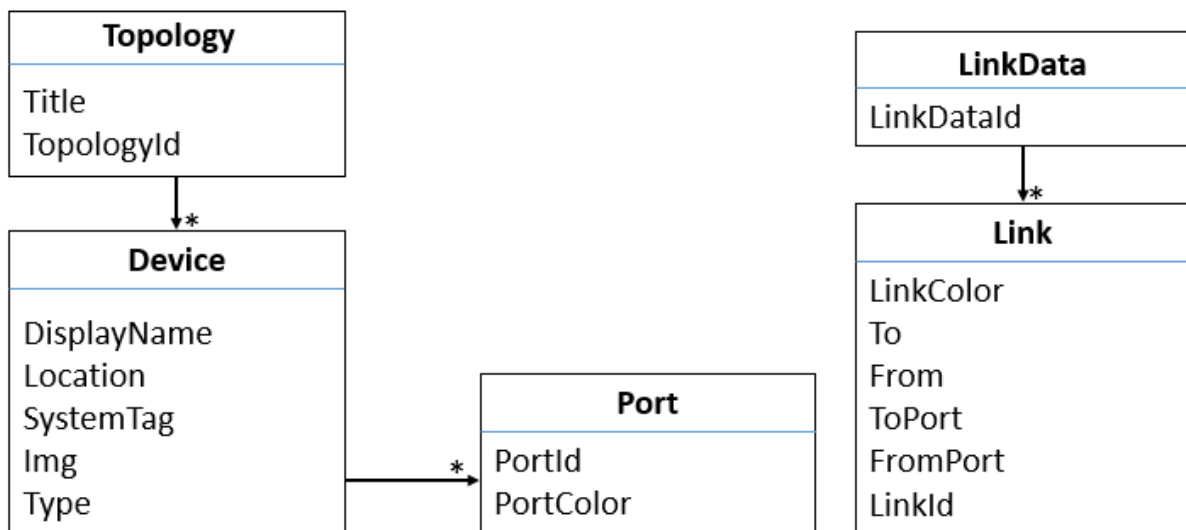 Topology
Title
TopologyId
*
Device
DisplayName
Location
SystemTag
Img
Type
*
Port
PortId
PortColor
LinkData
LinkDataId
*
Link
LinkColor
To
From
ToPort
FromPort
LinkId